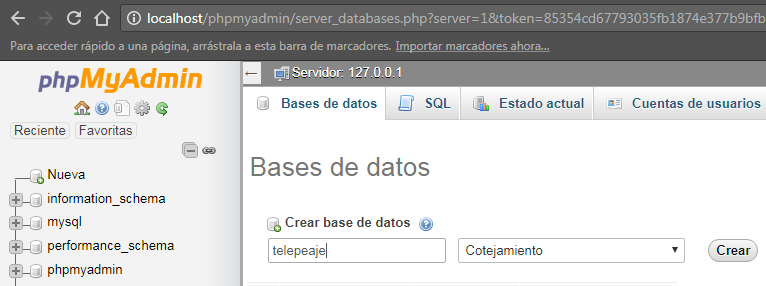 localhost/phpmyadmin/server_databases.php?server=1&token=85354cd67793035fb1874e377b9bfb
Para acceder rápido a una página, arrástrala a esta barra de marcadores. Importar marcadores ahora...
phpMyAdmin
Reciente Favoritas
Nueva
information_schema
mysql
performance_schema
phpmyadmin
Servidor: 127.0.0.1
Bases de datos SQL Estado actual Cuentas de usuarios
Bases de datos
Crear base de datos
telepeaje Cotejamiento Crear